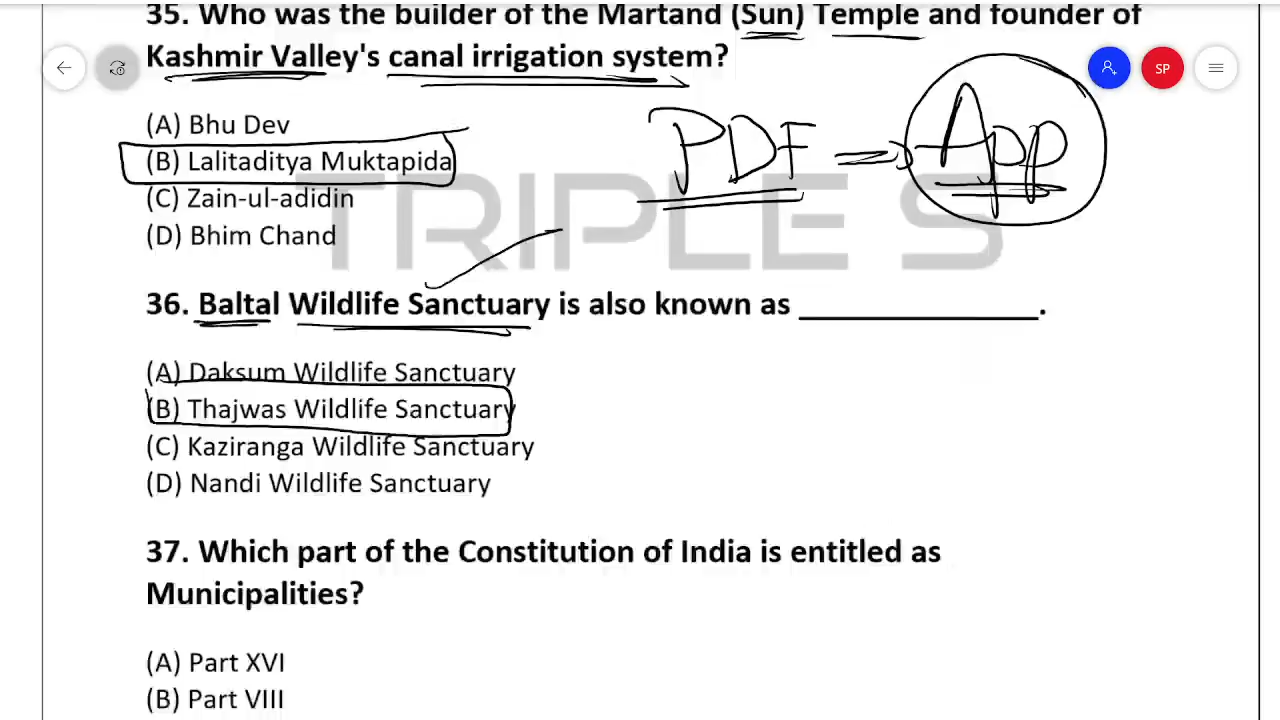 35. Who was the builder of the Martand (Sun) Temple and founder of
Kashmir Valley's canal irrigation system?
SP
(A) Bhu Dev
(B) Lalitaditya Muktapida
(C) Zain-ul-adidin
(D) Bhim Chand
PDF => App
TRIPLE S
36. Baltal Wildlife Sanctuary is also known as _______________.
(A) Daksum Wildlife Sanctuary
(B) Thajwas Wildlife Sanctuary
(C) Kaziranga Wildlife Sanctuary
(D) Nandi Wildlife Sanctuary
37. Which part of the Constitution of India is entitled as
Municipalities?
(A) Part XVI
(B) Part VIII